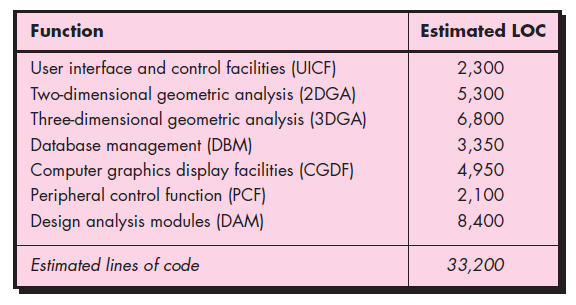 Function Estimated LOC
User interface and control facilities (UICF) 2,300
Two-dimensional geometric analysis (2DGA) 5,300
Three-dimensional geometric analysis (3DGA) 6,800
Database management (DBM) 3,350
Computer graphics display facilities (CGDF) 4,950
Peripheral control function (PCF) 2,100
Design analysis modules (DAM) 8,400
Estimated lines of code 33,200